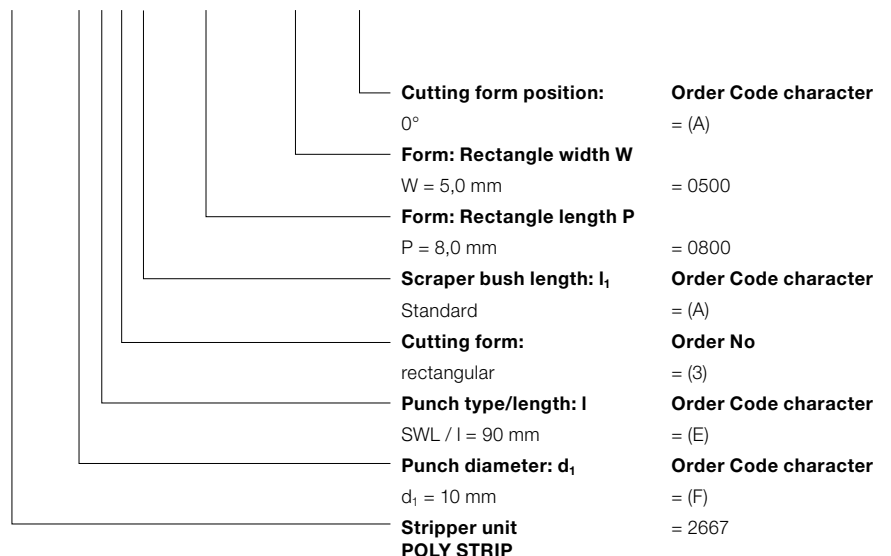 Cutting form position: Order Code character
0° = (A)
Form: Rectangle width W
W = 5,0 mm = 0500
Form: Rectangle length P
P = 8,0 mm = 0800
Scraper bush length: l₁ Order Code character
Standard = (A)
Cutting form: Order No
rectangular = (3)
Punch type/length: l Order Code character
SWL / l = 90 mm = (E)
Punch diameter: d₁ Order Code character
d₁ = 10 mm = (F)
Stripper unit = 2667
POLY STRIP